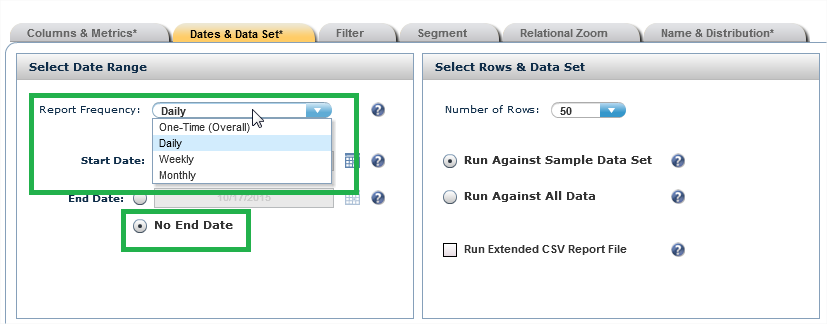 Columns & Metrics*
Dates & Data Set*
Filter
Segment
Relational Zoom
Name & Distribution*
Select Date Range
Report Frequency: Daily
One-Time (Overall)
Daily
Weekly
Monthly
Start Date:
End Date: 10/17/2015
No End Date
Select Rows & Data Set
Number of Rows: 50
Run Against Sample Data Set
Run Against All Data
Run Extended CSV Report File